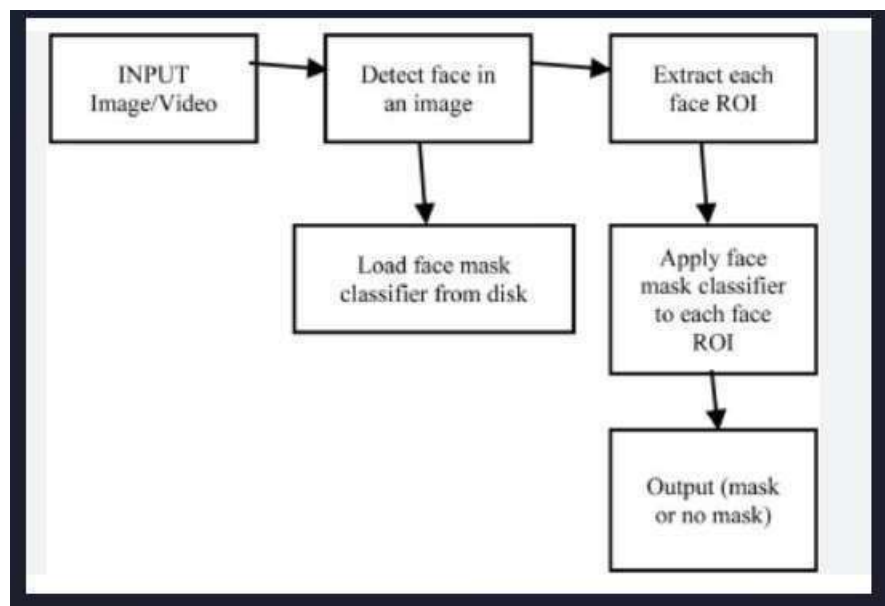 INPUT
Image/Video
Detect face in
an image
Extract each
face ROI
Load face mask
classifier from disk
Apply face
mask classifier
to each face
ROI
Output (mask
or no mask)